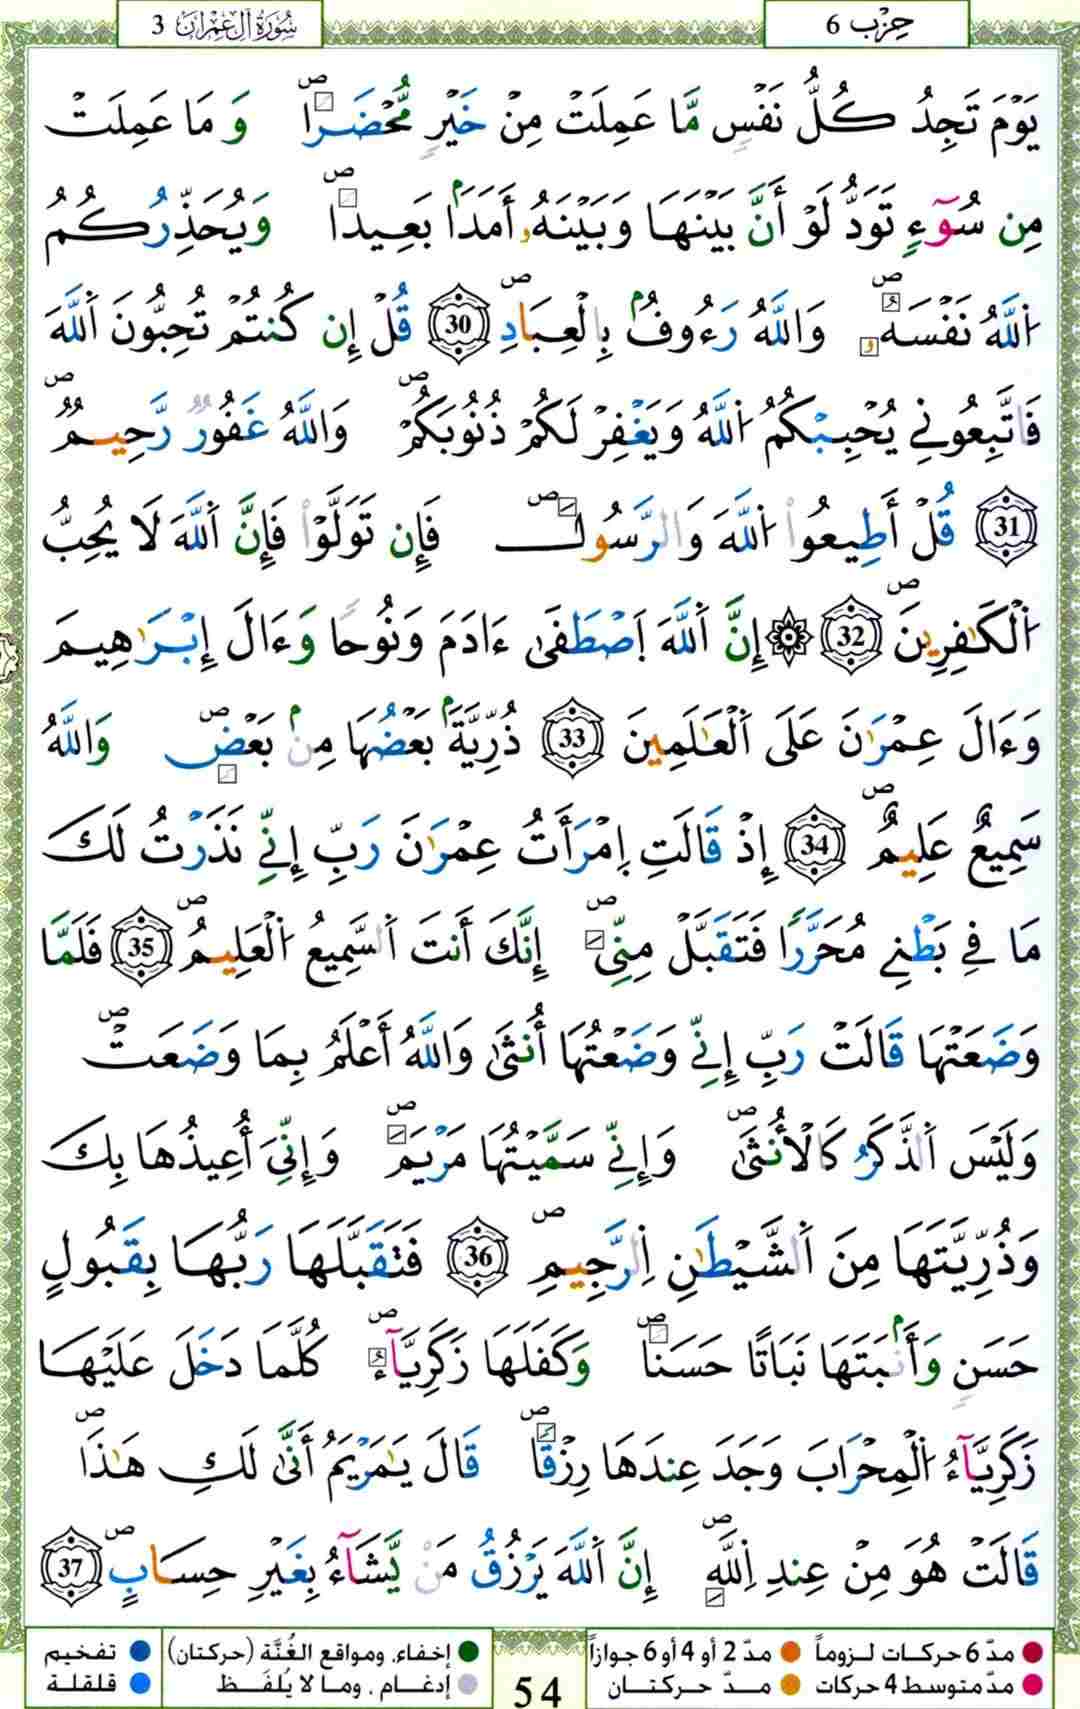 حِزْب 6
سُورَةُ آلِ عِمْرَان 3
يَوْمَ تَجِدُ كُلُّ نَفْسٍ مَّا عَمِلَتْ مِنْ خَيْرٍ مُّحْضَرًا ۖ وَمَا عَمِلَتْ
مِن سُوٓءٍ تَوَدُّ لَوْ أَنَّ بَيْنَهَا وَبَيْنَهُۥ أَمَدَۢا بَعِيدًا ۖ وَيُحَذِّرُكُمُ
ٱللَّهُ نَفْسَهُۥ ۖ وَٱللَّهُ رَءُوفُۢ بِٱلْعِبَادِ 30 قُلْ إِن كُنتُمْ تُحِبُّونَ ٱللَّهَ
فَٱتَّبِعُونِي يُحْبِبْكُمُ ٱللَّهُ وَيَغْفِرْ لَكُمْ ذُنُوبَكُمْ ۖ وَٱللَّهُ غَفُورٌ رَّحِيمٌ
31 قُلْ أَطِيعُوا۟ ٱللَّهَ وَٱلرَّسُولَ ۖ فَإِن تَوَلَّوْا۟ فَإِنَّ ٱللَّهَ لَا يُحِبُّ
ٱلْكَـٰفِرِينَ 32 ۞ إِنَّ ٱللَّهَ ٱصْطَفَىٰ ءَادَمَ وَنُوحًا وَءَالَ إِبْرَٰهِيمَ
وَءَالَ عِمْرَٰنَ عَلَى ٱلْعَـٰلَمِينَ 33 ذُرِّيَّةَۢ بَعْضُهَا مِنۢ بَعْضٍ ۖ وَٱللَّهُ
سَمِيعٌ عَلِيمٌ 34 إِذْ قَالَتِ ٱمْرَأَتُ عِمْرَٰنَ رَبِّ إِنِّي نَذَرْتُ لَكَ
مَا فِي بَطْنِي مُحَرَّرًا فَتَقَبَّلْ مِنِّيَ ۖ إِنَّكَ أَنتَ ٱلسَّمِيعُ ٱلْعَلِيمُ 35 فَلَمَّا
وَضَعَتْهَا قَالَتْ رَبِّ إِنِّي وَضَعْتُهَا أُنثَىٰ وَٱللَّهُ أَعْلَمُ بِمَا وَضَعَتْ ۖ
وَلَيْسَ ٱلذَّكَرُ كَٱلْأُنثَىٰ ۖ وَإِنِّي سَمَّيْتُهَا مَرْيَمَ ۖ وَإِنِّيَ أُعِيذُهَا بِكَ
وَذُرِّيَّتَهَا مِنَ ٱلشَّيْطَـٰنِ ٱلرَّجِيمِ ۖ 36 فَتَقَبَّلَهَا رَبُّهَا بِقَبُولٍ
حَسَنٍ وَأَنۢبَتَهَا نَبَاتًا حَسَنًا ۖ وَكَفَلَهَا زَكَرِيَّآءُ ۖ كُلَّمَا دَخَلَ عَلَيْهَا
زَكَرِيَّآءُ ٱلْمِحْرَابَ وَجَدَ عِندَهَا رِزْقًا ۖ قَالَ يَـٰمَرْيَمُ أَنَّىٰ لَكِ هَـٰذَا ۖ
قَالَتْ هُوَ مِنْ عِندِ ٱللَّهِ ۖ إِنَّ ٱللَّهَ يَرْزُقُ مَنْ يَّشَآءُ بِغَيْرِ حِسَابٍ ۖ 37
مدّ 6 حركات لزوماً مدّ 2 أو 4 أو 6 جوازاً إخفاء، ومواقع الغُنَّة (حركتان) تفخيم
مدّ متوسط 4 حركات مدّ حركتان إدغام، وما لا يُلفَظ قلقلة
54